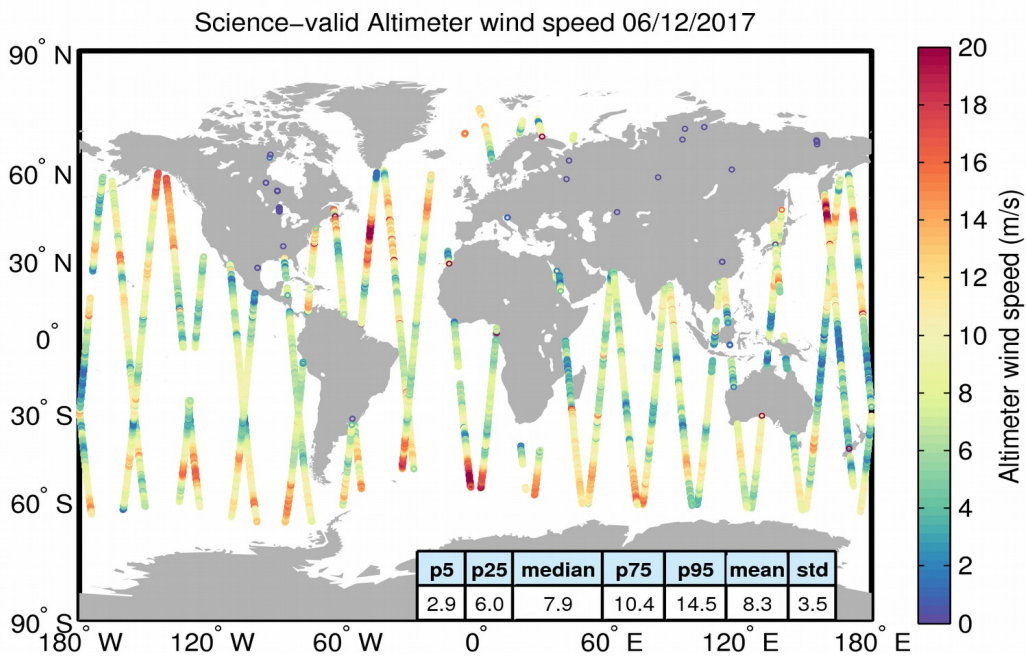 Science−valid Altimeter wind speed 06/12/2017
90° N
60° N
30° N
0°
30° S
60° S
90° S
180° W 120° W 60° W 0° 60° E 120° E 180° E
p5 p25 median p75 p95 mean std
2.9 6.0 7.9 10.4 14.5 8.3 3.5
20
18
16
14
12
10
8
6
4
2
0
Altimeter wind speed (m/s)